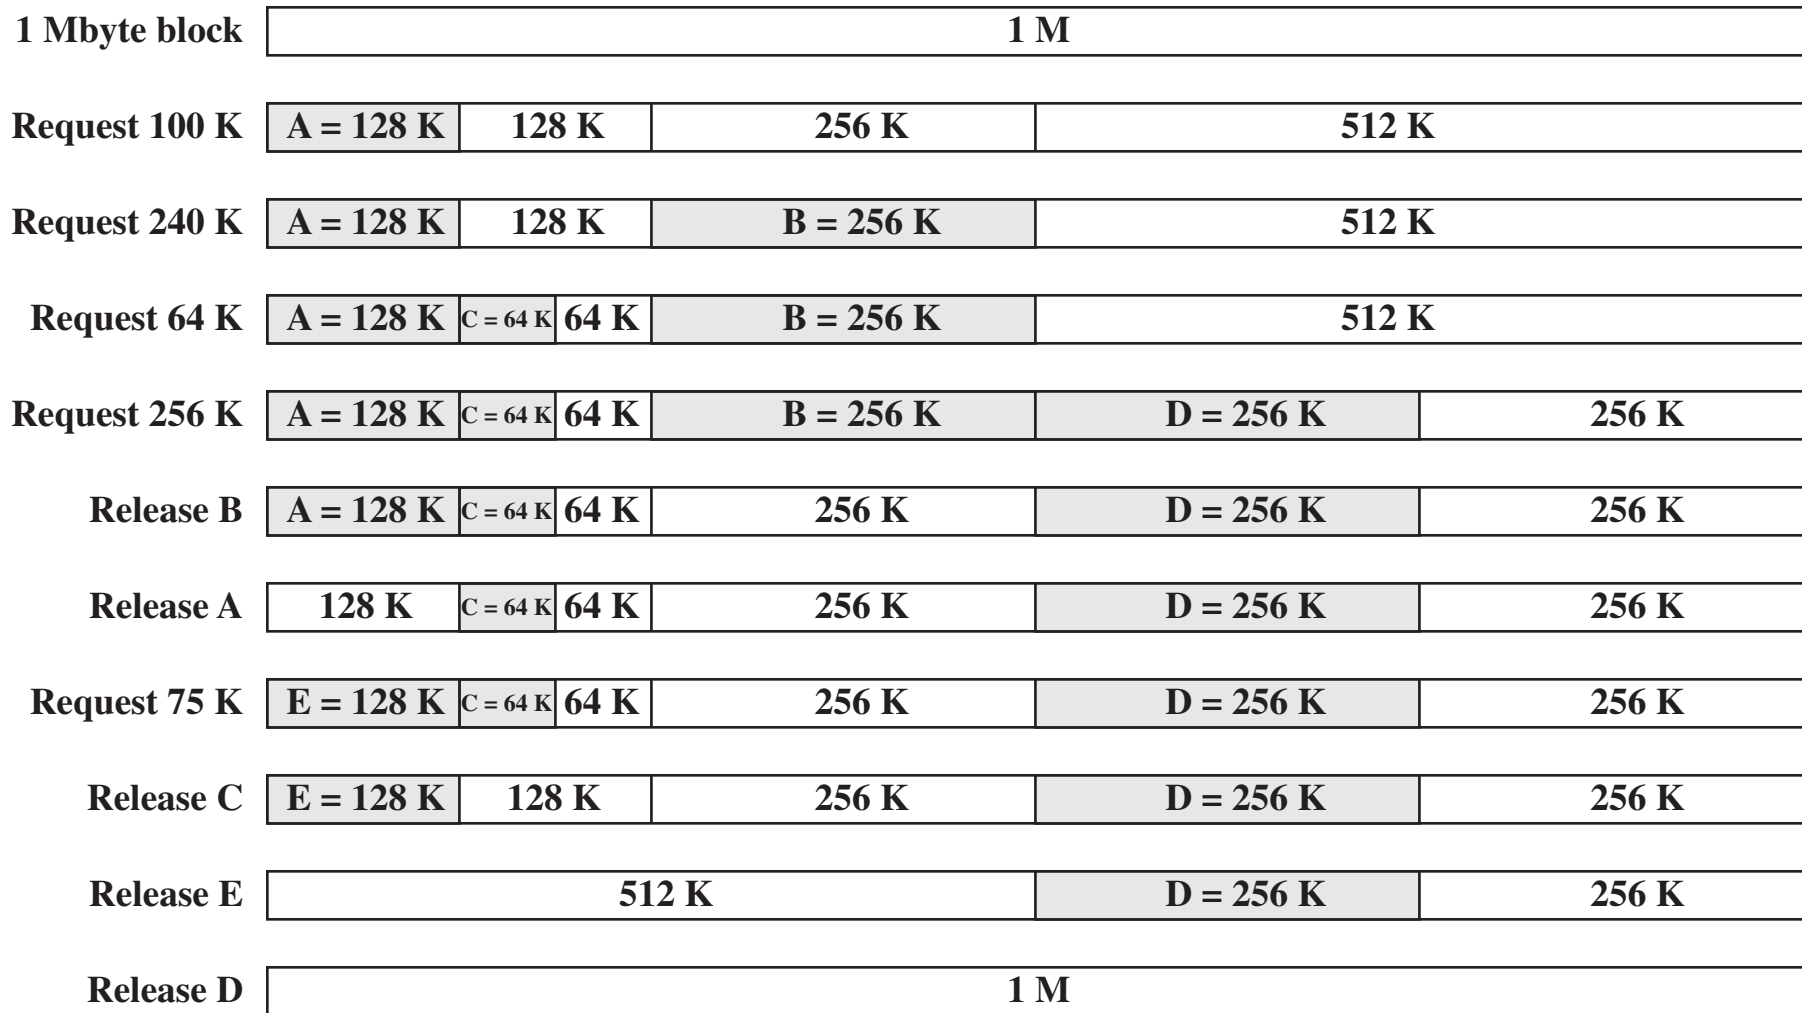 1 Mbyte block 1 M
Request 100 K A = 128 K 128 K 256 K 512 K
Request 240 K A = 128 K 128 K B = 256 K 512 K
Request 64 K A = 128 K C = 64 K 64 K B = 256 K 512 K
Request 256 K A = 128 K C = 64 K 64 K B = 256 K D = 256 K 256 K
Release B A = 128 K C = 64 K 64 K 256 K D = 256 K 256 K
Release A 128 K C = 64 K 64 K 256 K D = 256 K 256 K
Request 75 K E = 128 K C = 64 K 64 K 256 K D = 256 K 256 K
Release C E = 128 K 128 K 256 K D = 256 K 256 K
Release E 512 K D = 256 K 256 K
Release D 1 M